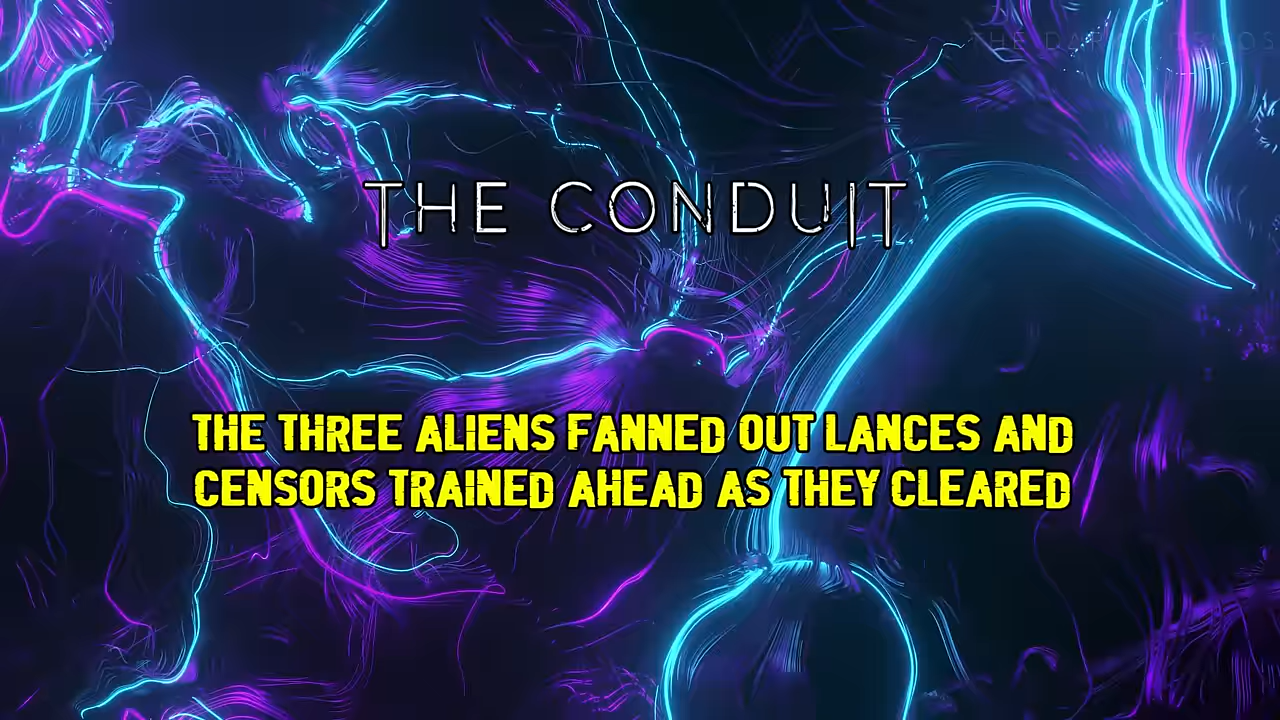 THE CONDUIT
THE THREE ALIENS FANNED OUT LANCES AND
CENSORS TRAINED AHEAD AS THEY CLEARED